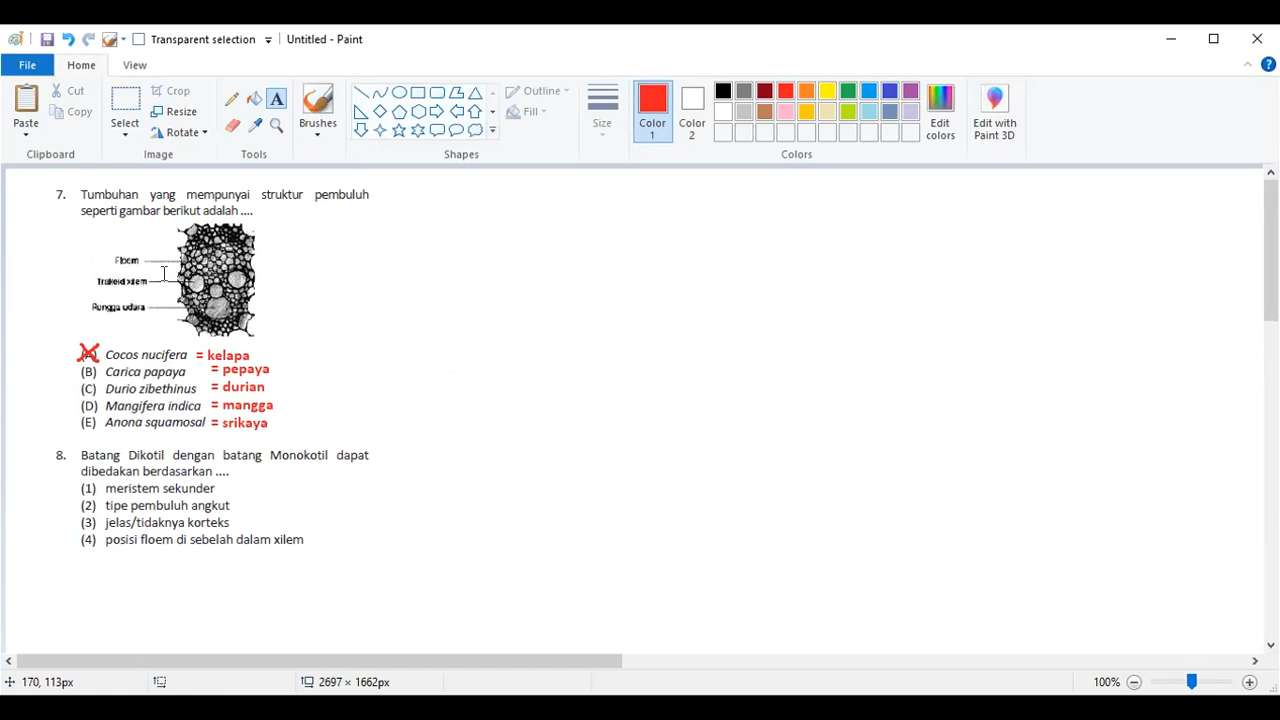 Transparent selection
Untitled - Paint
File
Home
View
Paste
Cut
Copy
Clipboard
Select
Crop
Resize
Rotate
Image
A
Tools
Brushes
Outline
Fill
Shapes
Size
Color 1
Color 2
Edit colors
Colors
Edit with Paint 3D
7. Tumbuhan yang mempunyai struktur pembuluh
seperti gambar berikut adalah ....
Floem
Trakeid xilem
Rongga udara
(A) Cocos nucifera = kelapa
(B) Carica papaya = pepaya
(C) Durio zibethinus = durian
(D) Mangifera indica = mangga
(E) Anona squamosal = srikaya
8. Batang Dikotil dengan batang Monokotil dapat
dibedakan berdasarkan ....
(1) meristem sekunder
(2) tipe pembuluh angkut
(3) jelas/tidaknya korteks
(4) posisi floem di sebelah dalam xilem
170, 113px
2697 × 1662px
100%